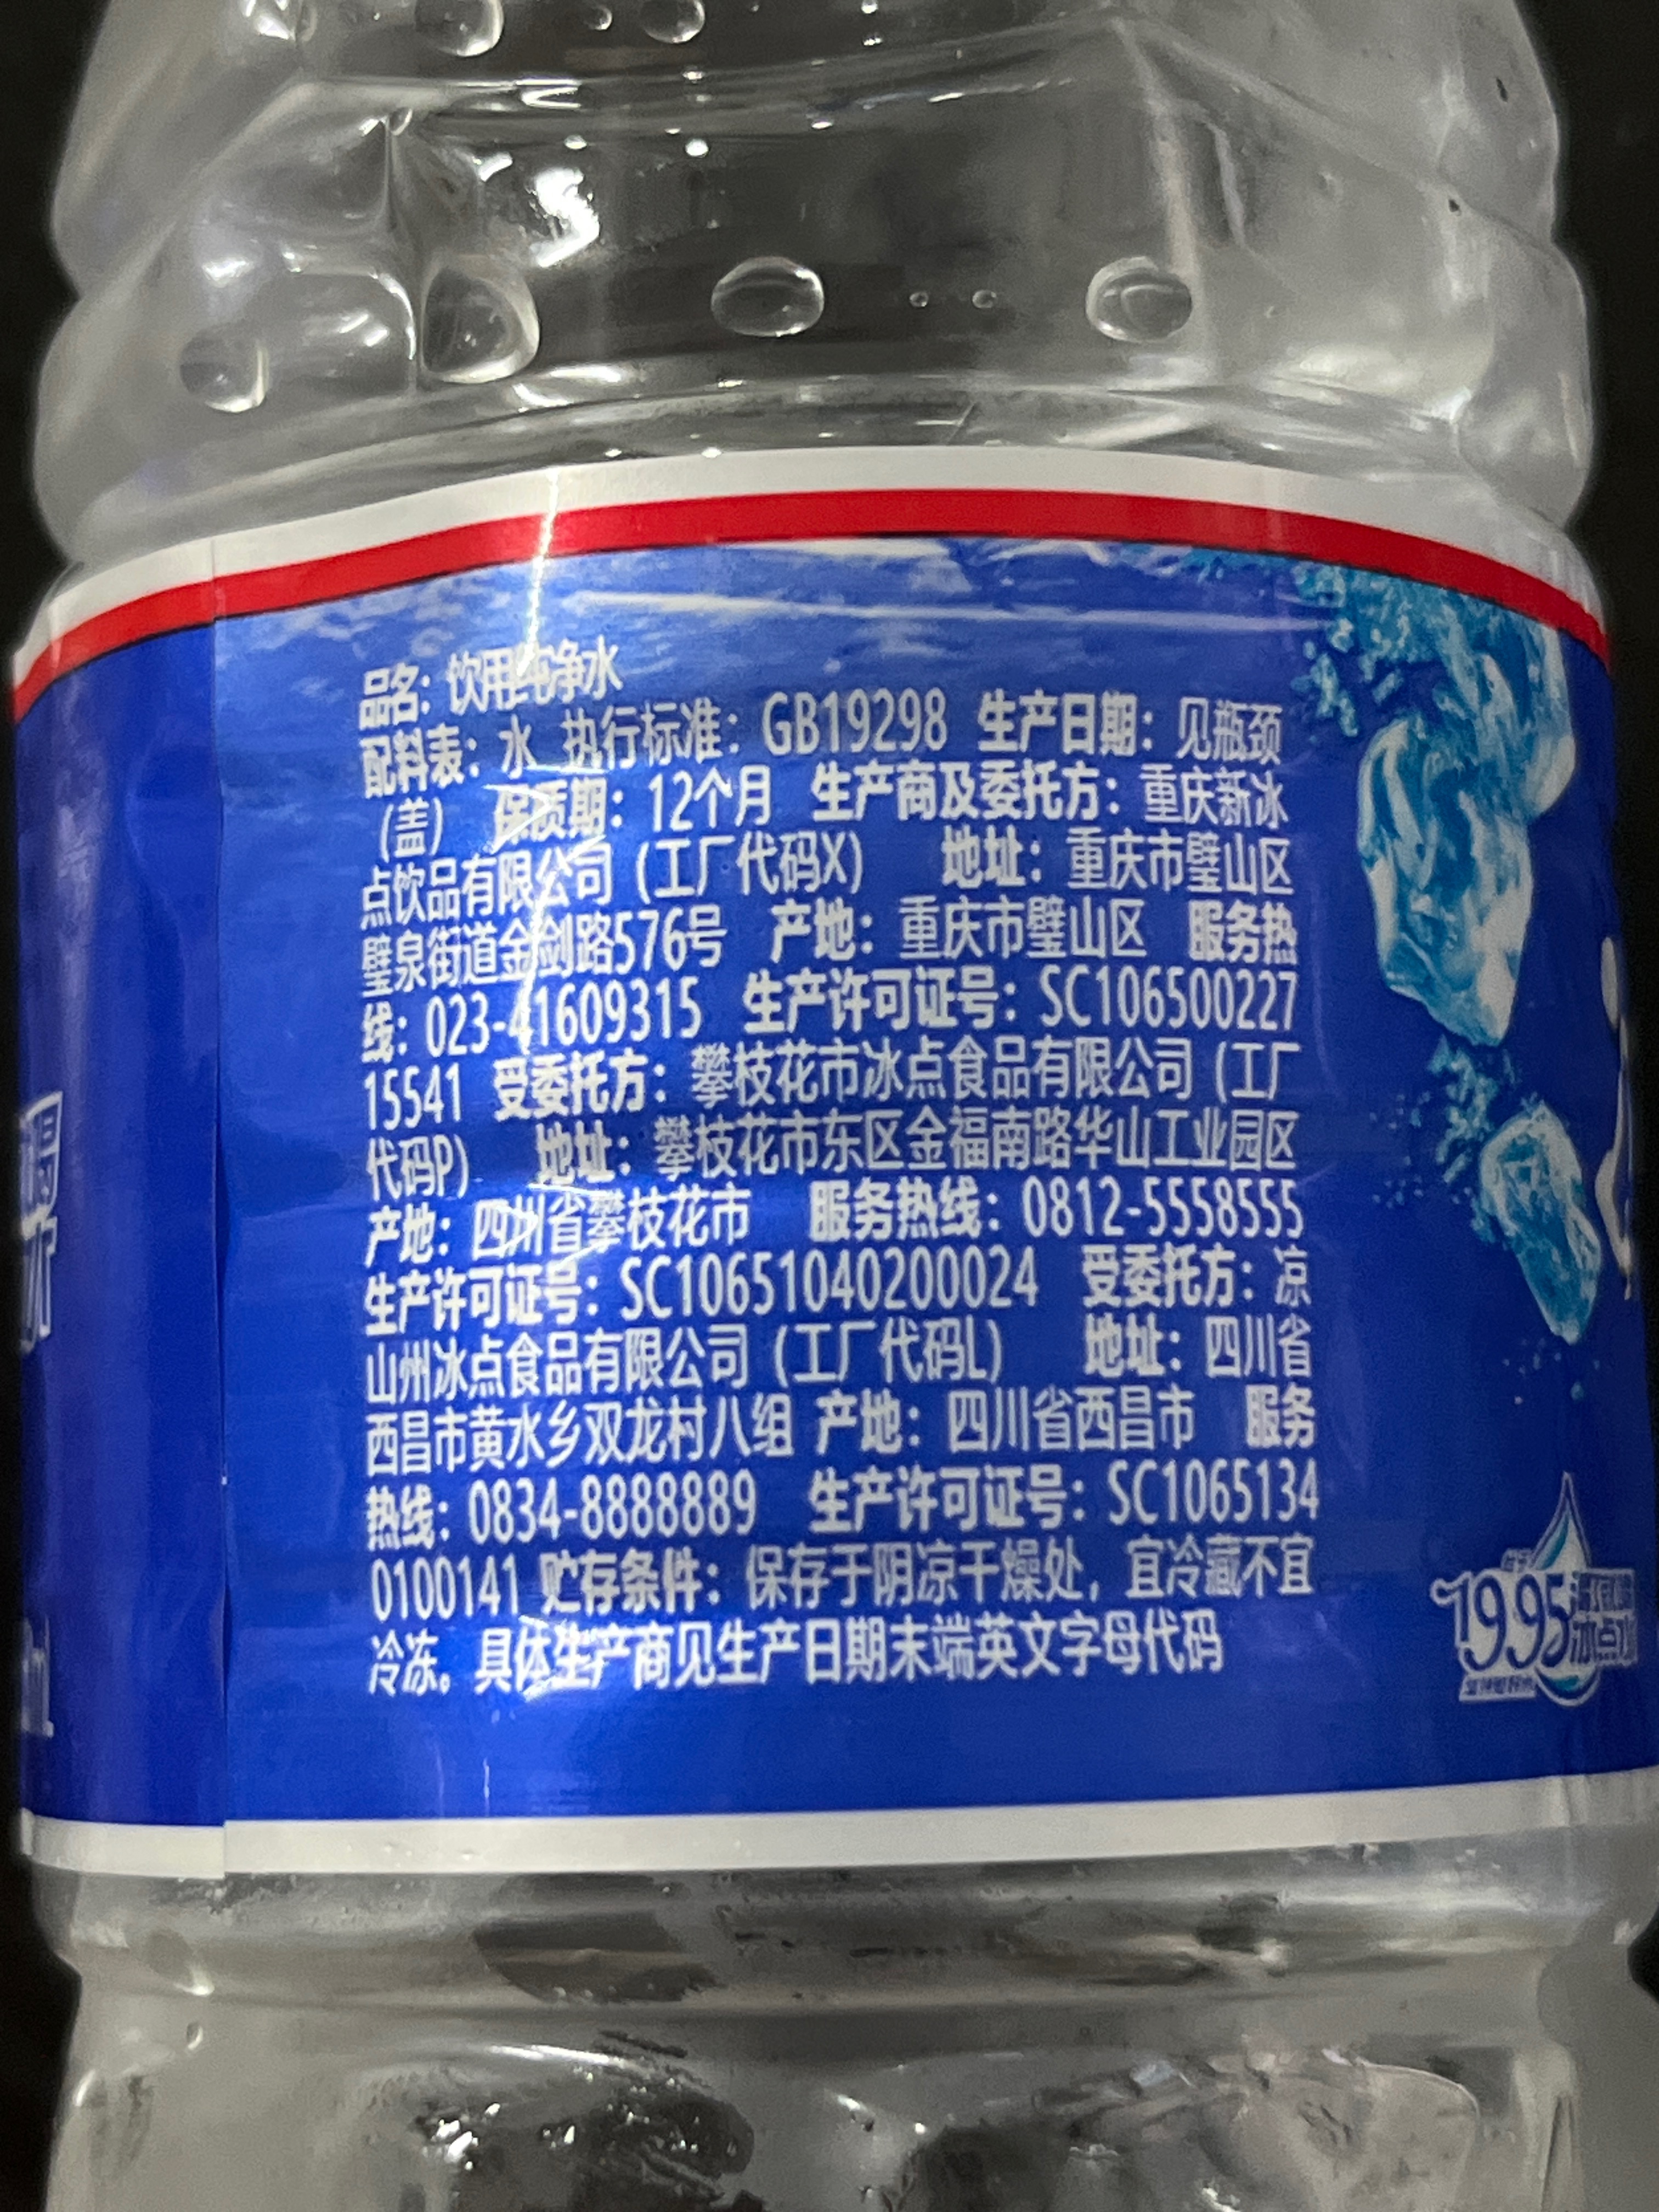 品名：饮用纯净水
配料表：水 执行标准：GB19298 生产日期：见瓶颈
(盖) 保质期：12个月 生产商及委托方：重庆新冰
点饮品有限公司 (工厂代码X) 地址：重庆市璧山区
璧泉街道金剑路576号 产地：重庆市璧山区 服务热
线：023-41609315 生产许可证号：SC106500227
15541 受委托方：攀枝花市冰点食品有限公司 (工厂
代码P) 地址：攀枝花市东区金福南路华山工业园区
产地：四川省攀枝花市 服务热线：0812-5558555
生产许可证号：SC10651040200024 受委托方：凉
山州冰点食品有限公司 (工厂代码L) 地址：四川省
西昌市黄水乡双龙村八组 产地：四川省西昌市 服务
热线：0834-8888889 生产许可证号：SC1065134
0100141 贮存条件：保存于阴凉干燥处，宜冷藏不宜
冷冻。具体生产商见生产日期末端英文字母代码
1995
冰点水